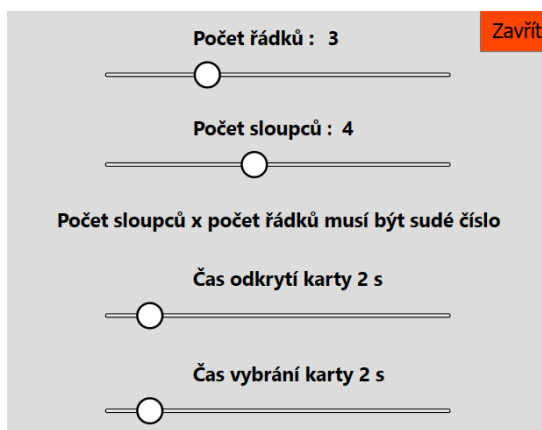 Počet řádků : 3
Zavřít
Počet sloupců : 4
Počet sloupců x počet řádků musí být sudé číslo
Čas odkrytí karty 2 s
Čas vybrání karty 2 s